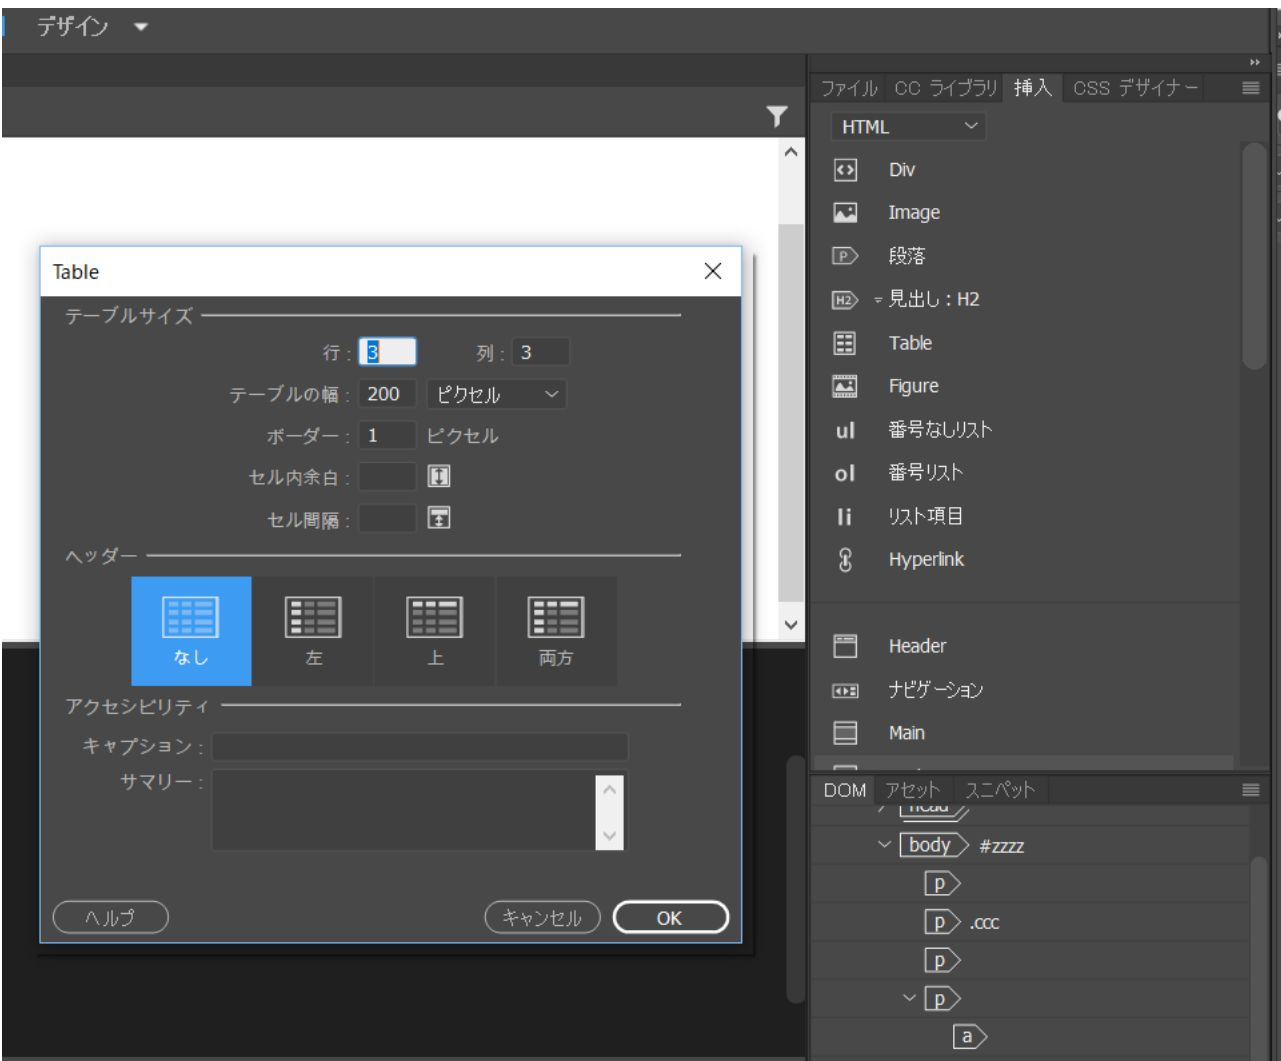 デザイン
ファイル CC ライブラリ 挿入 CSS デザイナー
HTML
Div
Image
P 段落
H2 見出し : H2
Table
Figure
ul 番号なしリスト
ol 番号リスト
li リスト項目
Hyperlink
Header
ナビゲーション
Main
Table
テーブルサイズ
行 : 3 列 : 3
テーブルの幅 : 200 ピクセル
ボーダー : 1 ピクセル
セル内余白 :
セル間隔 :
ヘッダー
なし 左 上 両方
アクセシビリティ
キャプション :
サマリー :
ヘルプ キャンセル OK
DOM アセット スニペット
head
body #zzzz
p
p .ccc
p
p
a